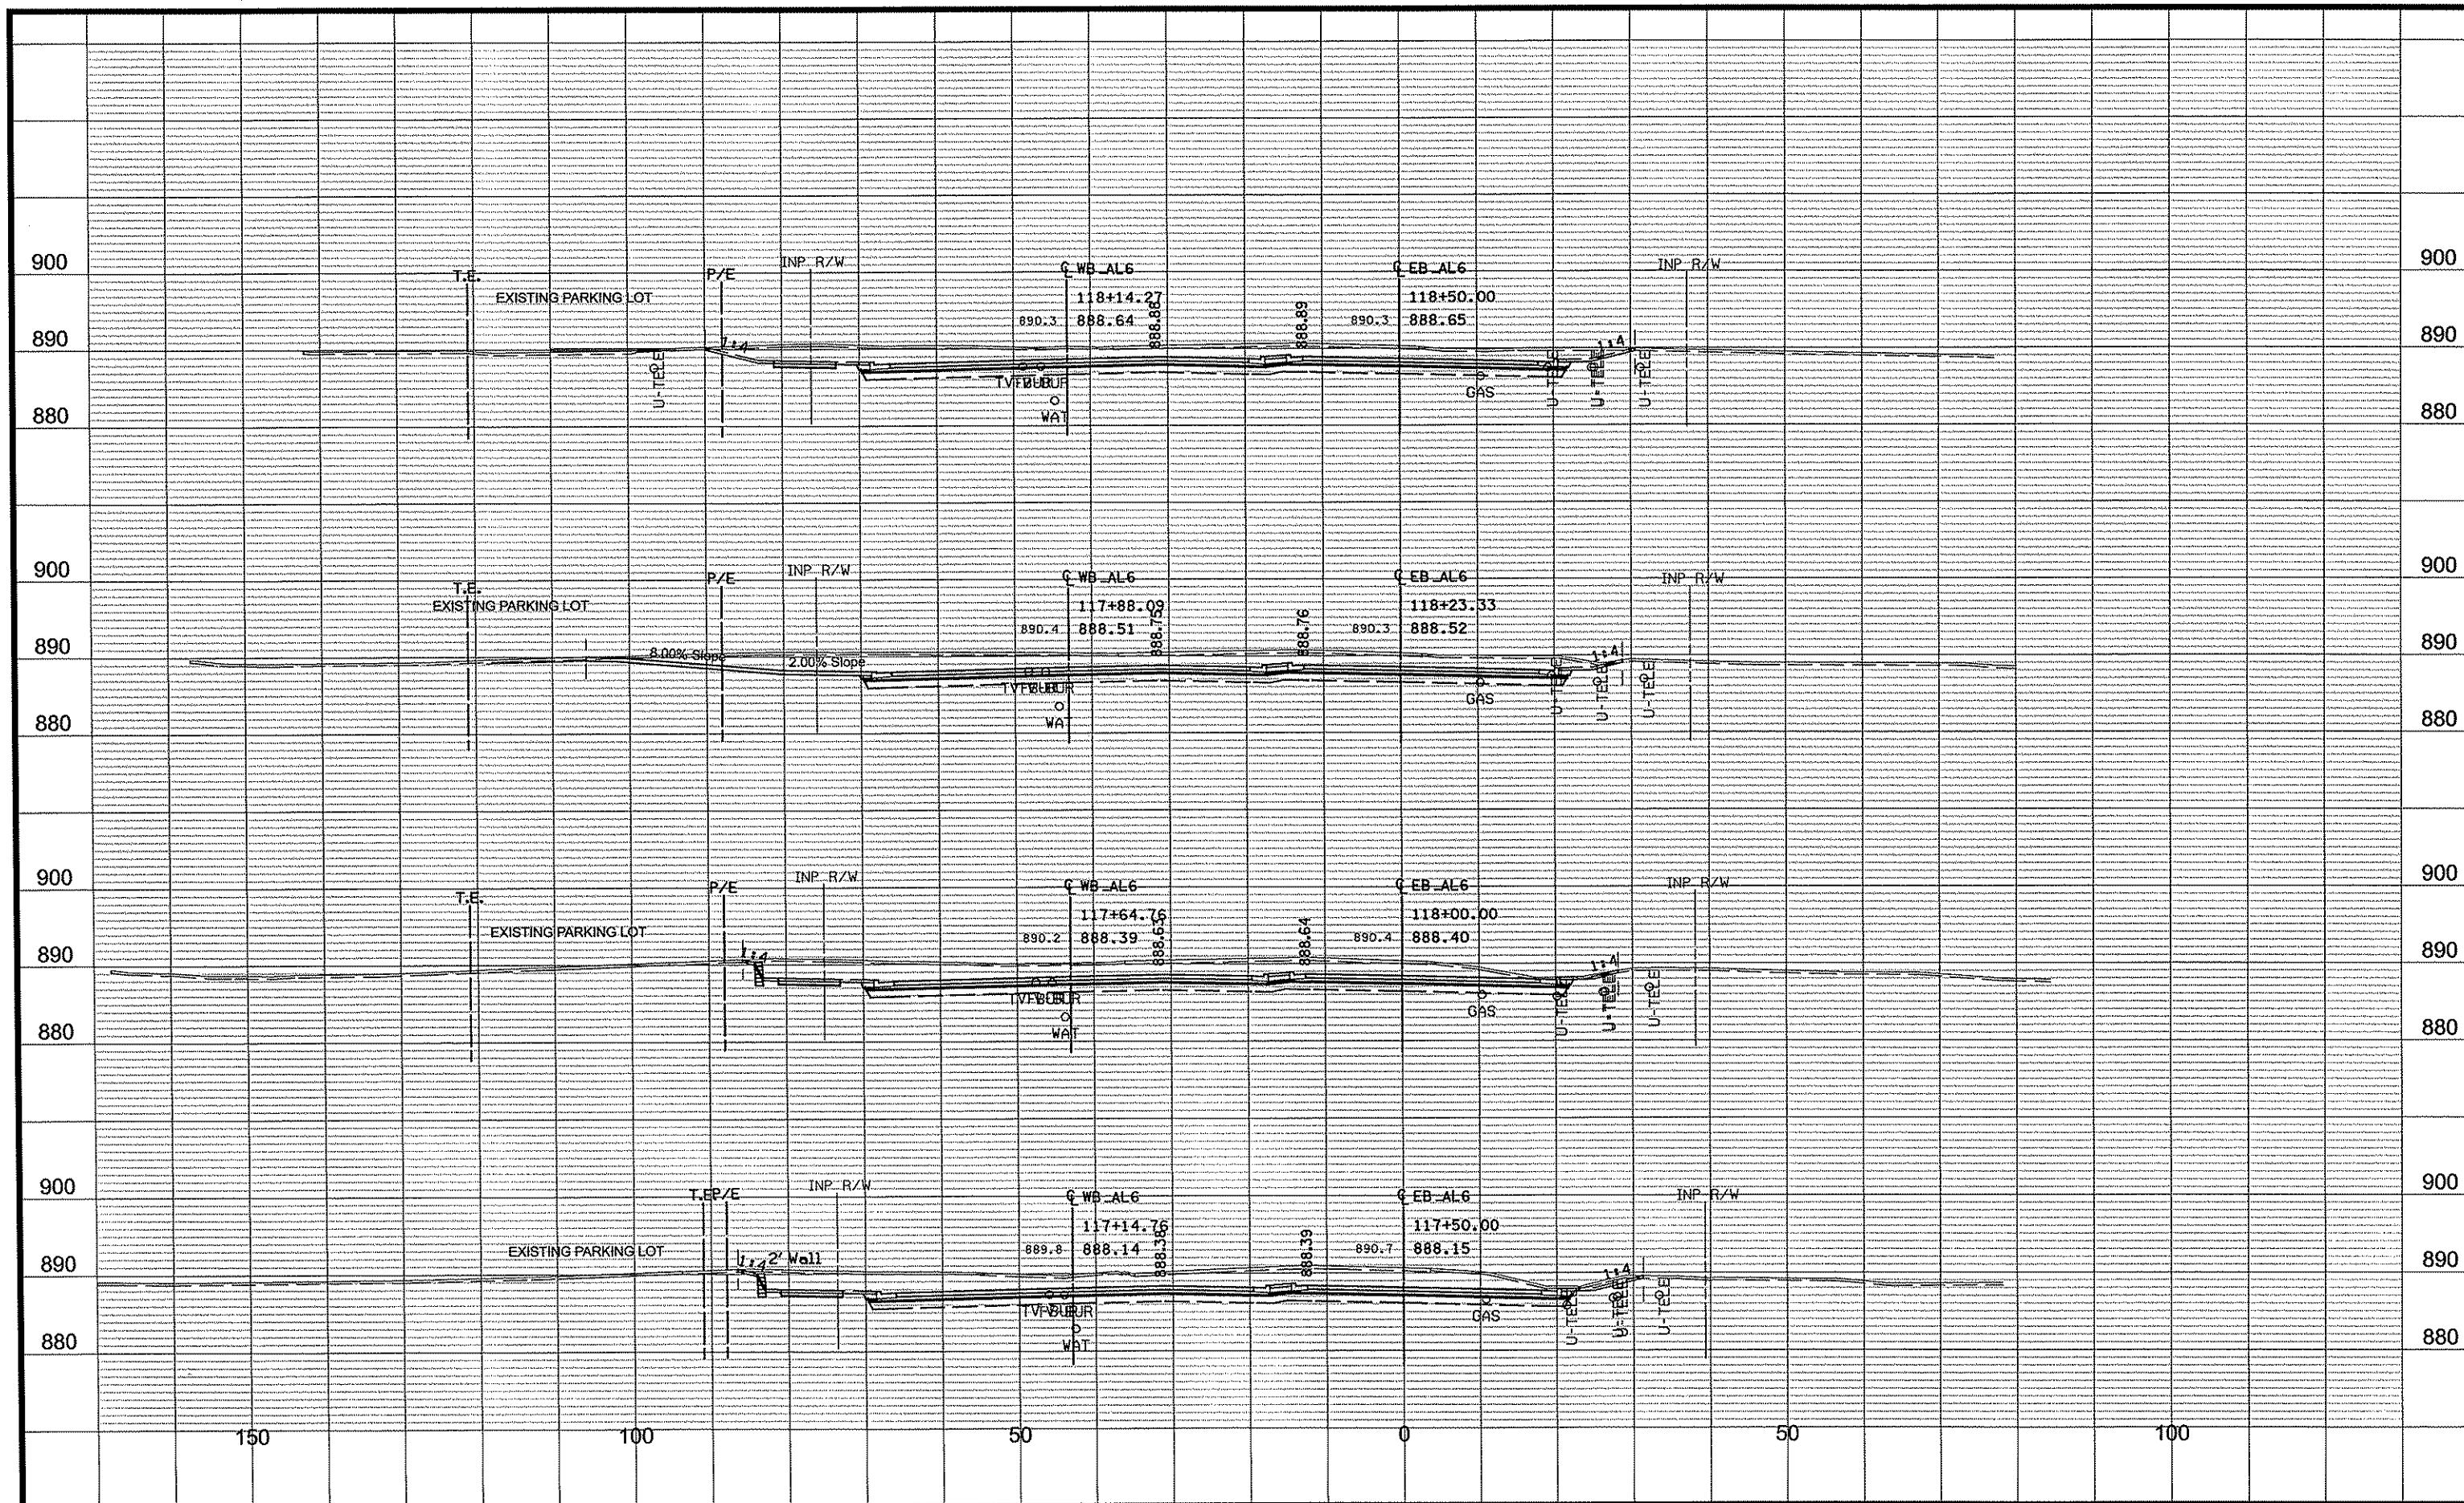 900 T.E. P/E INP R/W ℄ WB_AL6 ℄ EB_AL6 INP R/W 900
EXISTING PARKING LOT 118+14.27 118+50.00
890.3 888.64 888.88 888.89 890.3 888.65
890 1:4 1:4 890
U-TELE GAS U-TELE U-TELE U-TELE
WAT
880 880
900 T.E. P/E INP R/W ℄ WB_AL6 ℄ EB_AL6 INP R/W 900
EXISTING PARKING LOT 117+88.09 118+23.33
890.4 888.51 888.75 888.76 890.3 888.52
890 8.00% Slope 2.00% Slope 1:4 890
GAS U-TELE U-TELE U-TELE
WAT
880 880
900 T.E. P/E INP R/W ℄ WB_AL6 ℄ EB_AL6 INP R/W 900
117+64.76 118+00.00
EXISTING PARKING LOT 890.2 888.39 888.63 888.64 890.4 888.40
890 1:4 1:4 890
GAS U-TELE U-TELE U-TELE
WAT
880 880
900 T.E. P/E INP R/W ℄ WB_AL6 ℄ EB_AL6 INP R/W 900
117+14.76 117+50.00
EXISTING PARKING LOT 889.8 888.14 888.38 888.39 890.7 888.15
890 1:4 2' Wall 1:4 890
GAS U-TELE U-TELE U-TELE
WAT
880 880
150 100 50 0 50 100